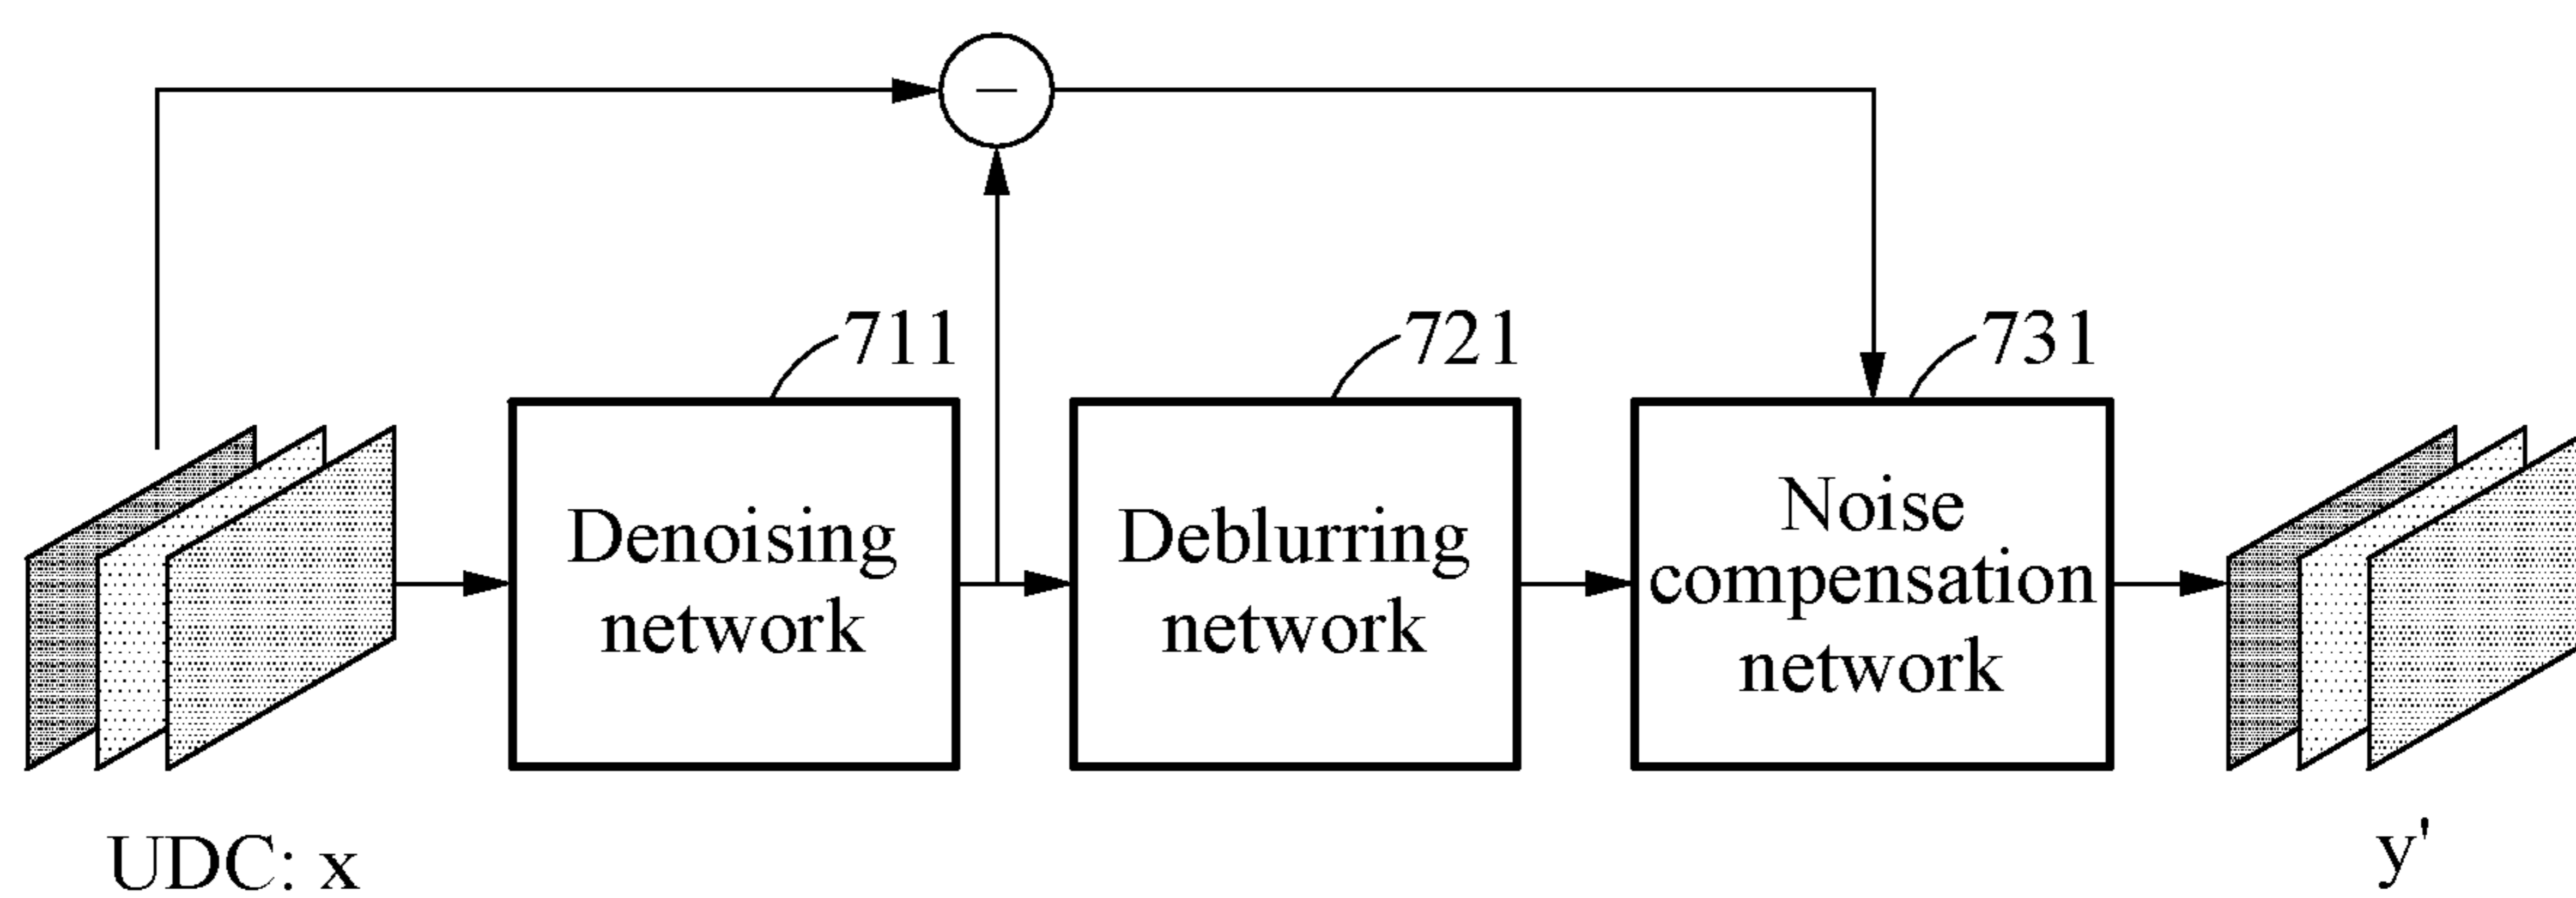 −
711
721
731
Denoising
network
Deblurring
network
Noise
compensation
network
UDC: x
y'